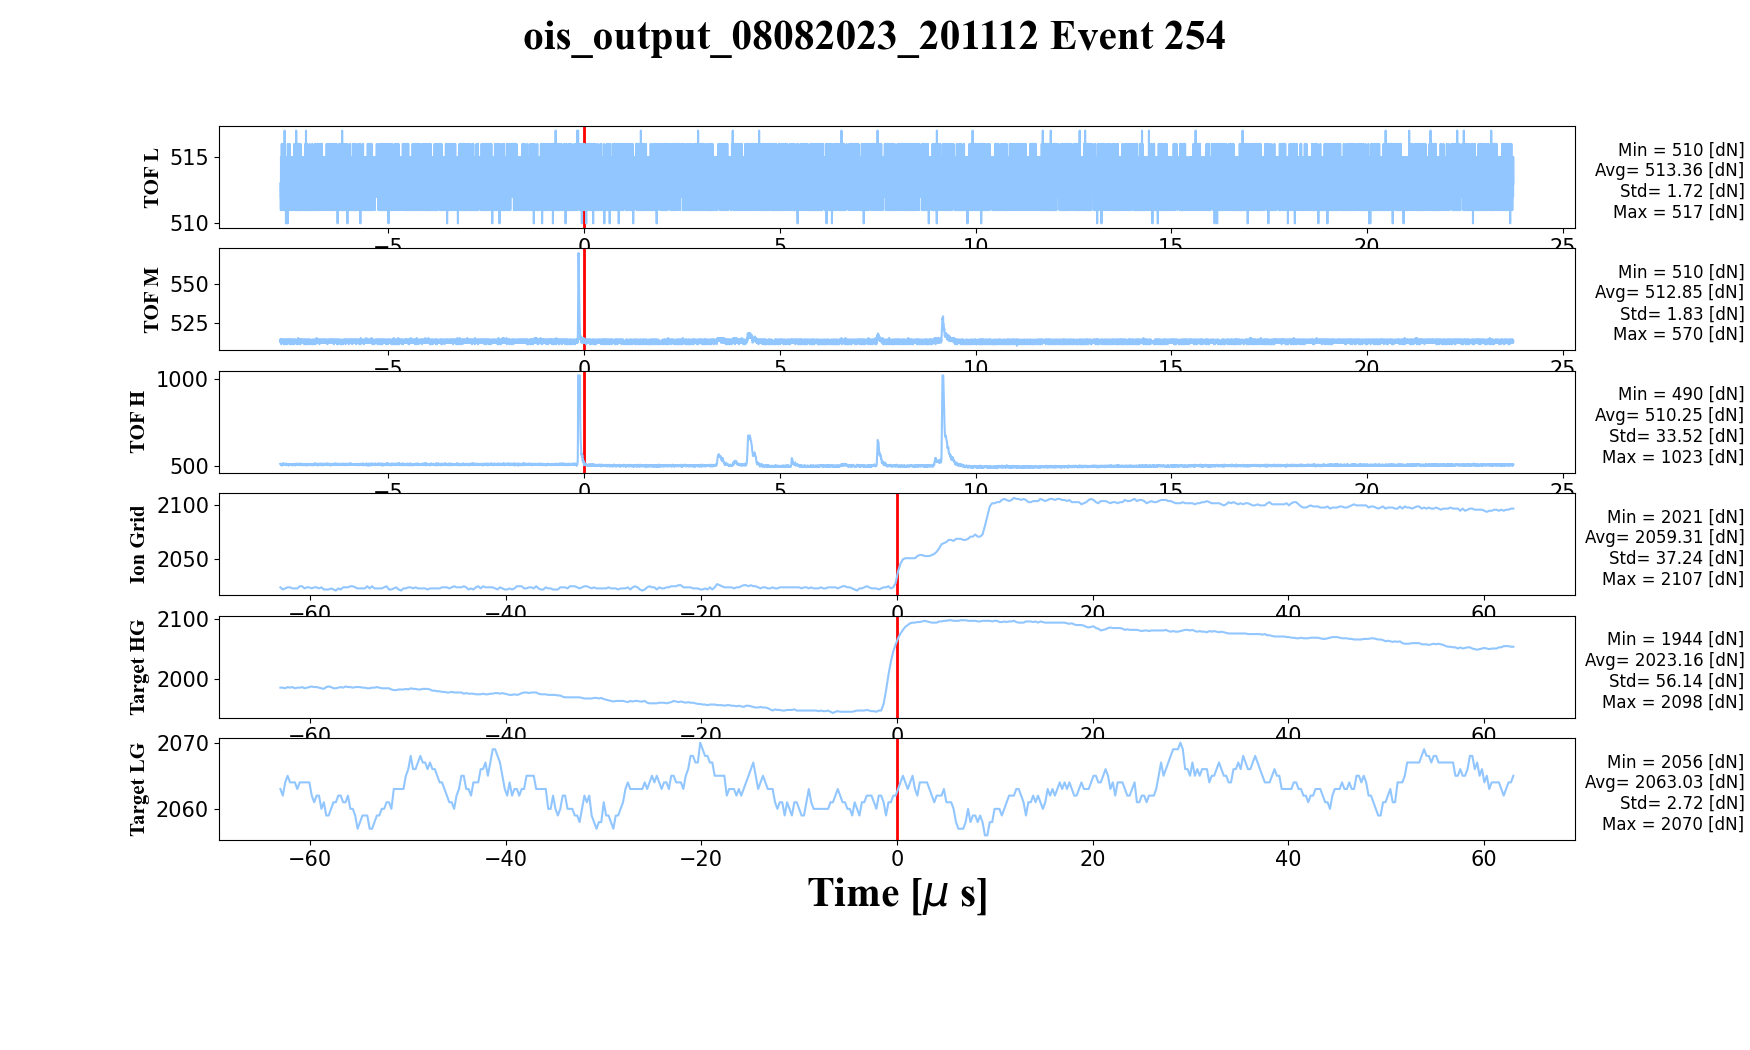 ois_output_08082023_201112 Event 254
TOF L
515
510
Min = 510 [dN]
Avg= 513.36 [dN]
Std= 1.72 [dN]
Max = 517 [dN]
−5 0 5 10 15 20 25
TOF M
550
525
Min = 510 [dN]
Avg= 512.85 [dN]
Std= 1.83 [dN]
Max = 570 [dN]
−5 0 5 10 15 20 25
TOF H
1000
500
Min = 490 [dN]
Avg= 510.25 [dN]
Std= 33.52 [dN]
Max = 1023 [dN]
−5 0 5 10 15 20 25
Ion Grid
2100
2050
Min = 2021 [dN]
Avg= 2059.31 [dN]
Std= 37.24 [dN]
Max = 2107 [dN]
−60 −40 −20 0 20 40 60
Target HG
2100
2000
Min = 1944 [dN]
Avg= 2023.16 [dN]
Std= 56.14 [dN]
Max = 2098 [dN]
−60 −40 −20 0 20 40 60
Target LG
2070
2060
Min = 2056 [dN]
Avg= 2063.03 [dN]
Std= 2.72 [dN]
Max = 2070 [dN]
−60 −40 −20 0 20 40 60
Time [μ s]